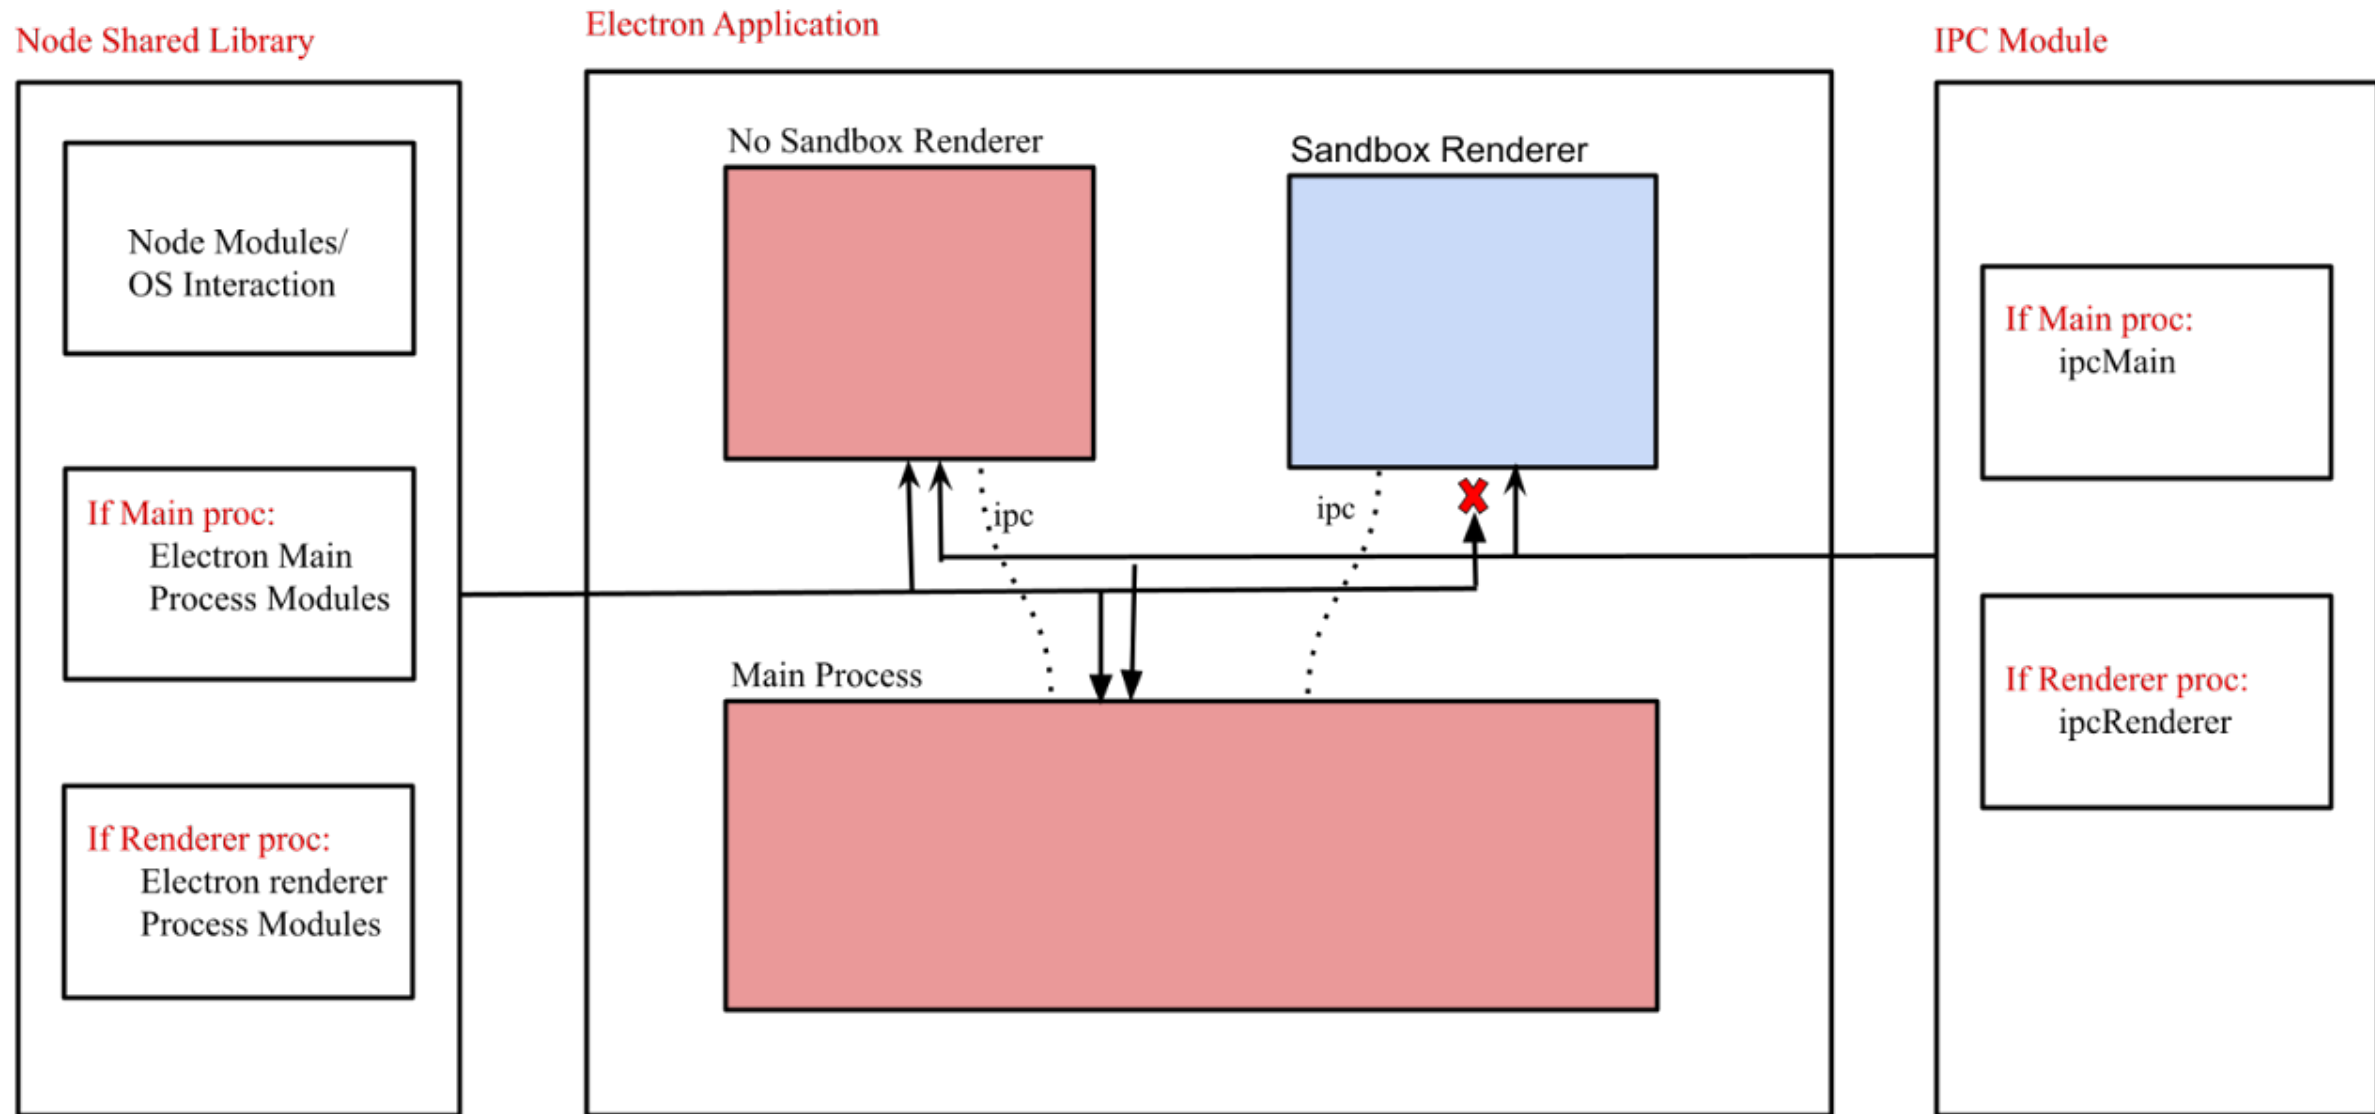 Node Shared Library
Node Modules/
OS Interaction
If Main proc:
Electron Main
Process Modules
If Renderer proc:
Electron renderer
Process Modules
Electron Application
No Sandbox Renderer
Sandbox Renderer
ipc
ipc
Main Process
IPC Module
If Main proc:
ipcMain
If Renderer proc:
ipcRenderer